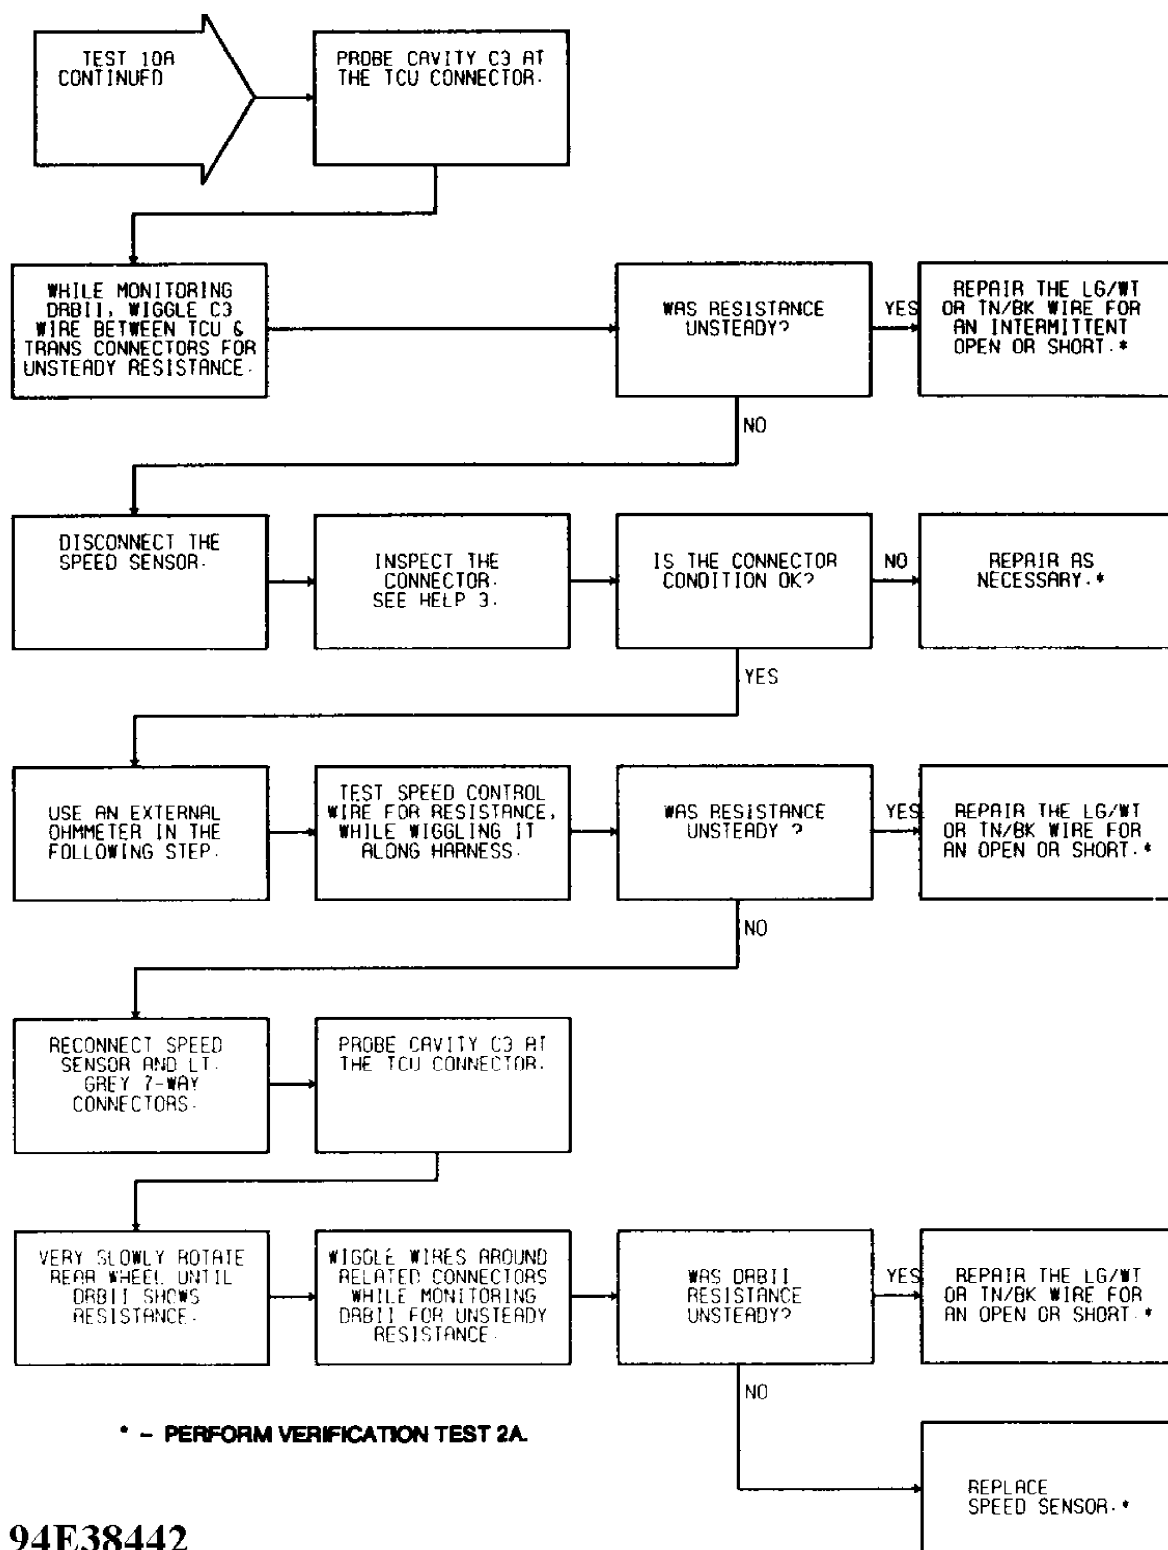 TEST 10A
CONTINUED
PROBE CAVITY C3 AT
THE TCU CONNECTOR.
WHILE MONITORING
DRBII, WIGGLE C3
WIRE BETWEEN TCU &
TRANS CONNECTORS FOR
UNSTEADY RESISTANCE.
WAS RESISTANCE
UNSTEADY?
YES
REPAIR THE LG/WT
OR TN/BK WIRE FOR
AN INTERMITTENT
OPEN OR SHORT.*
NO
DISCONNECT THE
SPEED SENSOR.
INSPECT THE
CONNECTOR.
SEE HELP 3.
IS THE CONNECTOR
CONDITION OK?
NO
REPAIR AS
NECESSARY.*
YES
USE AN EXTERNAL
OHMMETER IN THE
FOLLOWING STEP.
TEST SPEED CONTROL
WIRE FOR RESISTANCE,
WHILE WIGGLING IT
ALONG HARNESS.
WAS RESISTANCE
UNSTEADY ?
YES
REPAIR THE LG/WT
OR TN/BK WIRE FOR
AN OPEN OR SHORT.*
NO
RECONNECT SPEED
SENSOR AND LT.
GREY 7-WAY
CONNECTORS.
PROBE CAVITY C3 AT
THE TCU CONNECTOR.
VERY SLOWLY ROTATE
REAR WHEEL UNTIL
DRBII SHOWS
RESISTANCE.
WIGGLE WIRES AROUND
RELATED CONNECTORS
WHILE MONITORING
DRBII FOR UNSTEADY
RESISTANCE.
WAS DRBII
RESISTANCE
UNSTEADY?
YES
REPAIR THE LG/WT
OR TN/BK WIRE FOR
AN OPEN OR SHORT.*
NO
* - PERFORM VERIFICATION TEST 2A.
REPLACE
SPEED SENSOR.*
94E38442